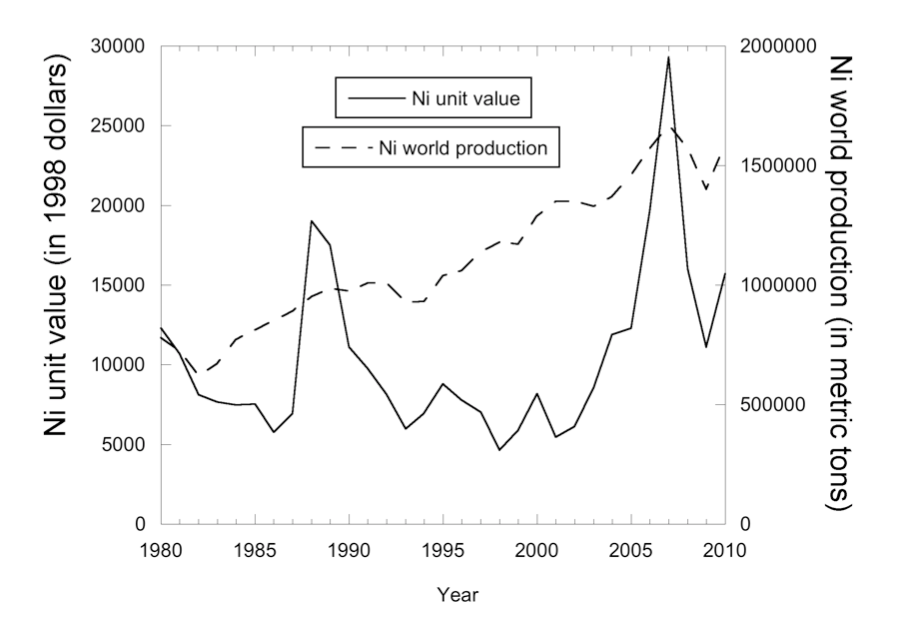 30000
25000
20000
15000
10000
5000
0
Ni unit value (in 1998 dollars)
Ni unit value
Ni world production
2000000
1500000
1000000
500000
0
Ni world production (in metric tons)
1980 1985 1990 1995 2000 2005 2010
Year